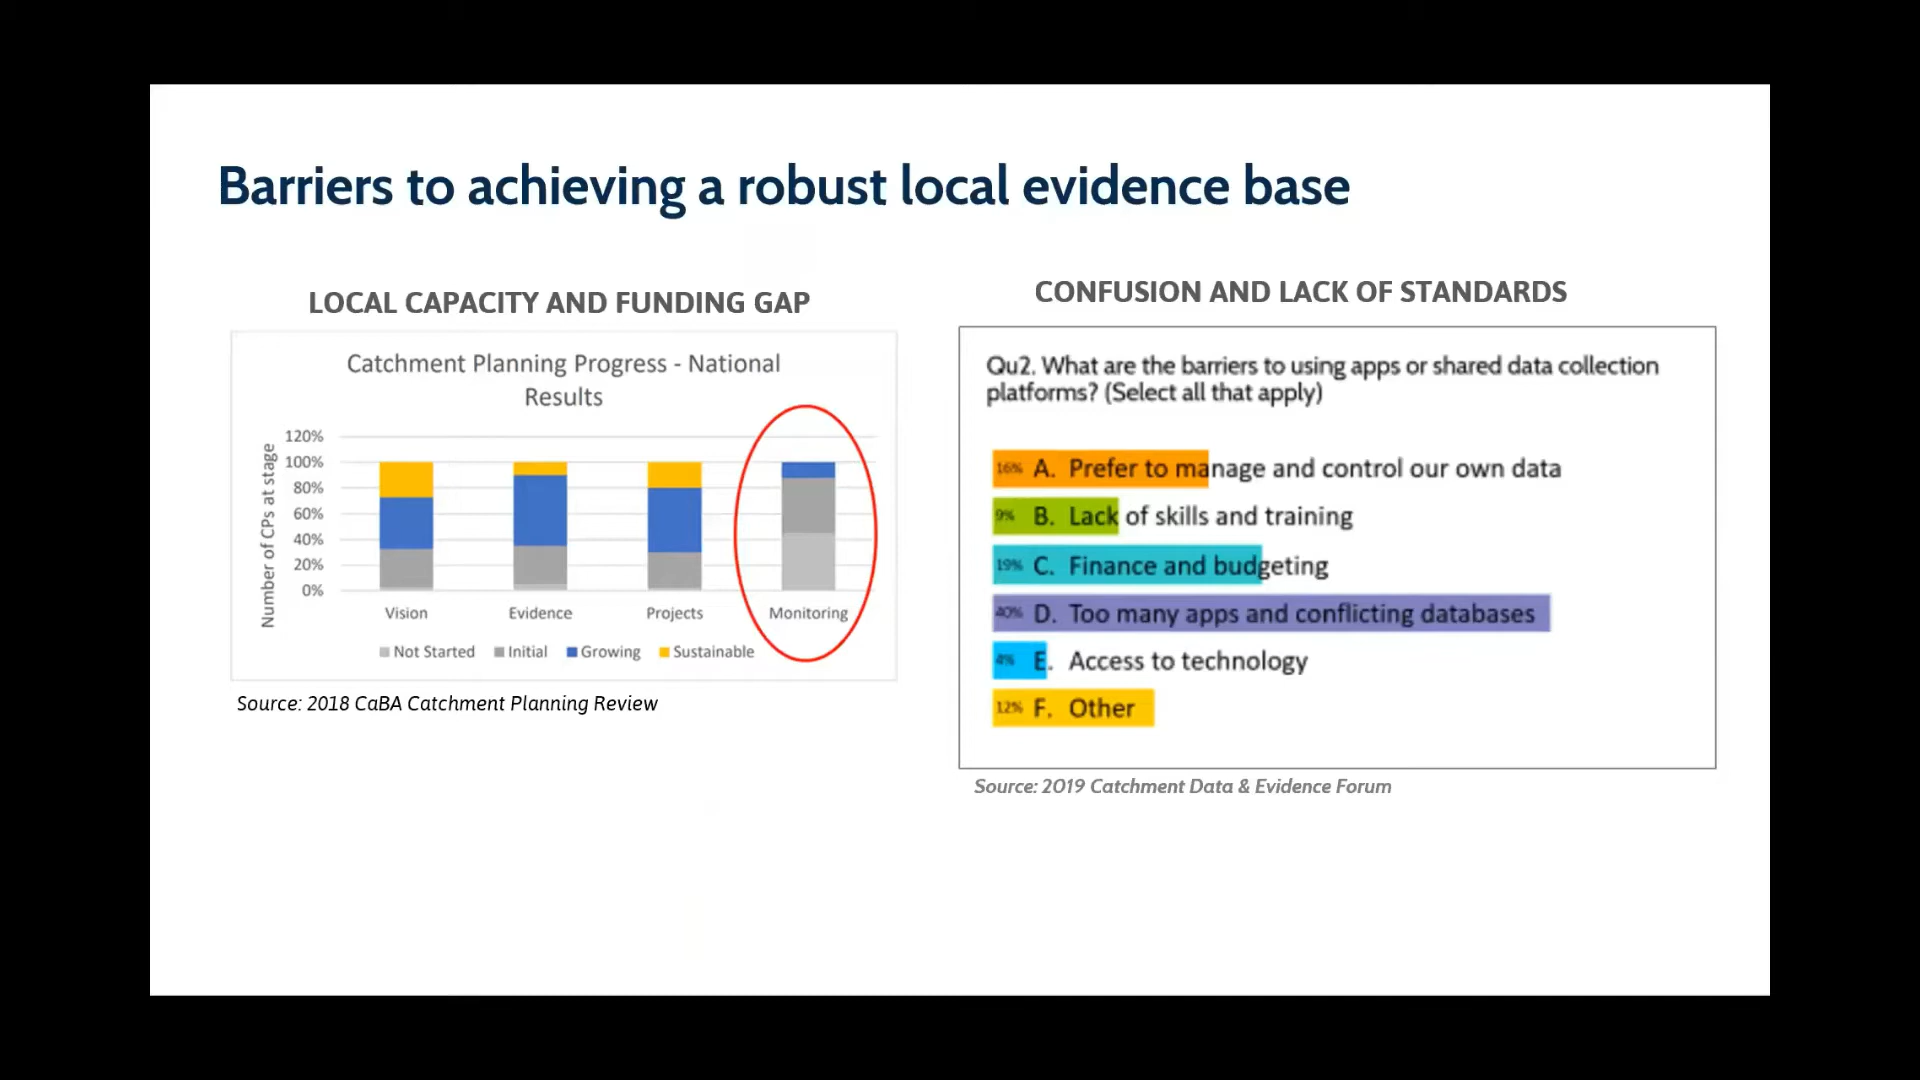 Barriers to achieving a robust local evidence base
LOCAL CAPACITY AND FUNDING GAP
Catchment Planning Progress - National
Results
Number of CPs at stage
120%
100%
80%
60%
40%
20%
0%
Vision
Evidence
Projects
Monitoring
Not Started
Initial
Growing
Sustainable
Source: 2018 CaBA Catchment Planning Review
CONFUSION AND LACK OF STANDARDS
Qu2. What are the barriers to using apps or shared data collection
platforms? (Select all that apply)
16% A. Prefer to manage and control our own data
9% B. Lack of skills and training
19% C. Finance and budgeting
40% D. Too many apps and conflicting databases
4% E. Access to technology
12% F. Other
Source: 2019 Catchment Data & Evidence Forum